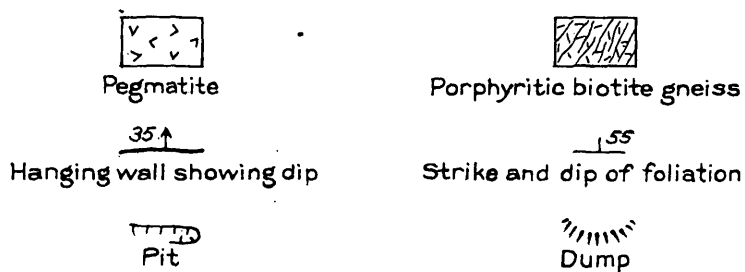 Pegmatite
Porphyritic biotite gneiss
35
55
Hanging wall showing dip
Strike and dip of foliation
Pit
Dump